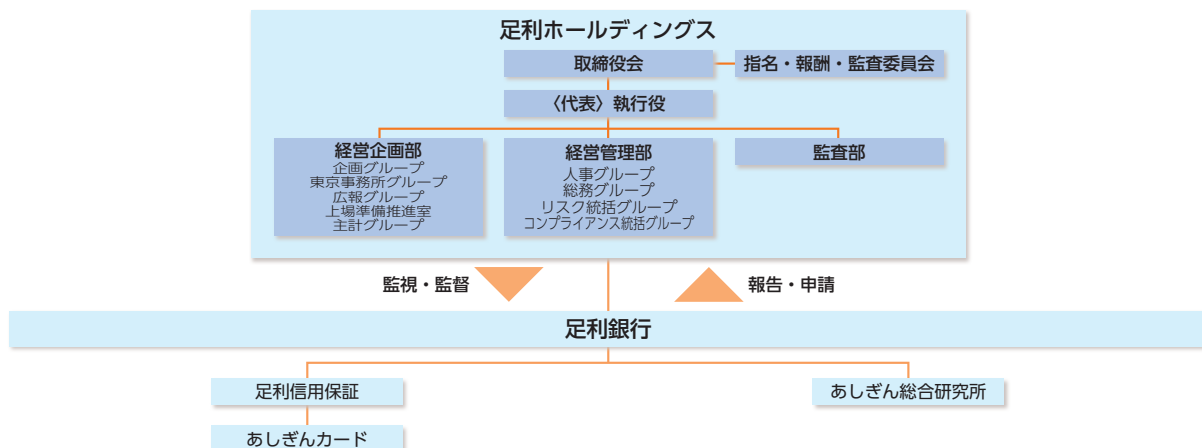 足利ホールディングス
取締役会
指名・報酬・監査委員会
〈代表〉執行役
経営企画部
企画グループ
東京事務所グループ
広報グループ
上場準備推進室
主計グループ
経営管理部
人事グループ
総務グループ
リスク統括グループ
コンプライアンス統括グループ
監査部
監視・監督
報告・申請
足利銀行
足利信用保証
あしぎん総合研究所
あしぎんカード